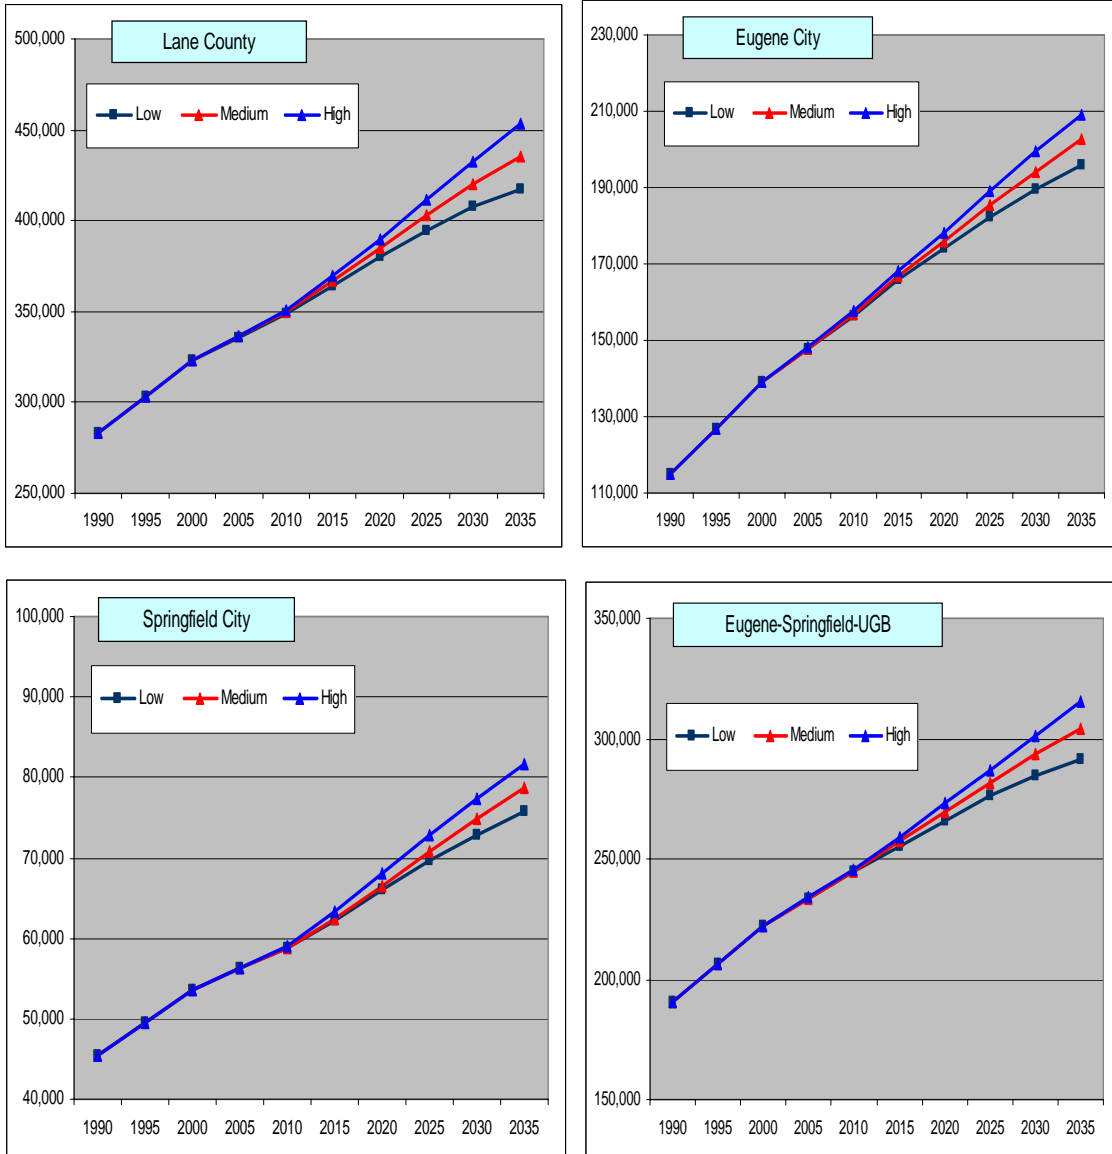 Lane County
500,000
450,000
400,000
350,000
300,000
250,000
Low Medium High
1990 1995 2000 2005 2010 2015 2020 2025 2030 2035
Eugene City
230,000
210,000
190,000
170,000
150,000
130,000
110,000
Low Medium High
1990 1995 2000 2005 2010 2015 2020 2025 2030 2035
Springfield City
100,000
90,000
80,000
70,000
60,000
50,000
40,000
Low Medium High
1990 1995 2000 2005 2010 2015 2020 2025 2030 2035
Eugene-Springfield-UGB
350,000
300,000
250,000
200,000
150,000
Low Medium High
1990 1995 2000 2005 2010 2015 2020 2025 2030 2035